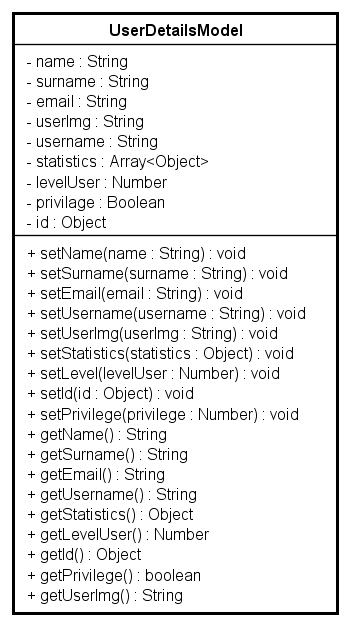 UserDetailsModel
- name : String
- surname : String
- email : String
- userImg : String
- username : String
- statistics : Array<Object>
- levelUser : Number
- privilage : Boolean
- id : Object
+ setName(name : String) : void
+ setSurname(surname : String) : void
+ setEmail(email : String) : void
+ setUsername(username : String) : void
+ setUserImg(userImg : String) : void
+ setStatistics(statistics : Object) : void
+ setLevel(levelUser : Number) : void
+ setId(id : Object) : void
+ setPrivilege(privilege : Number) : void
+ getName() : String
+ getSurname() : String
+ getEmail() : String
+ getUsername() : String
+ getStatistics() : Object
+ getLevelUser() : Number
+ getId() : Object
+ getPrivilege() : boolean
+ getUserImg() : String